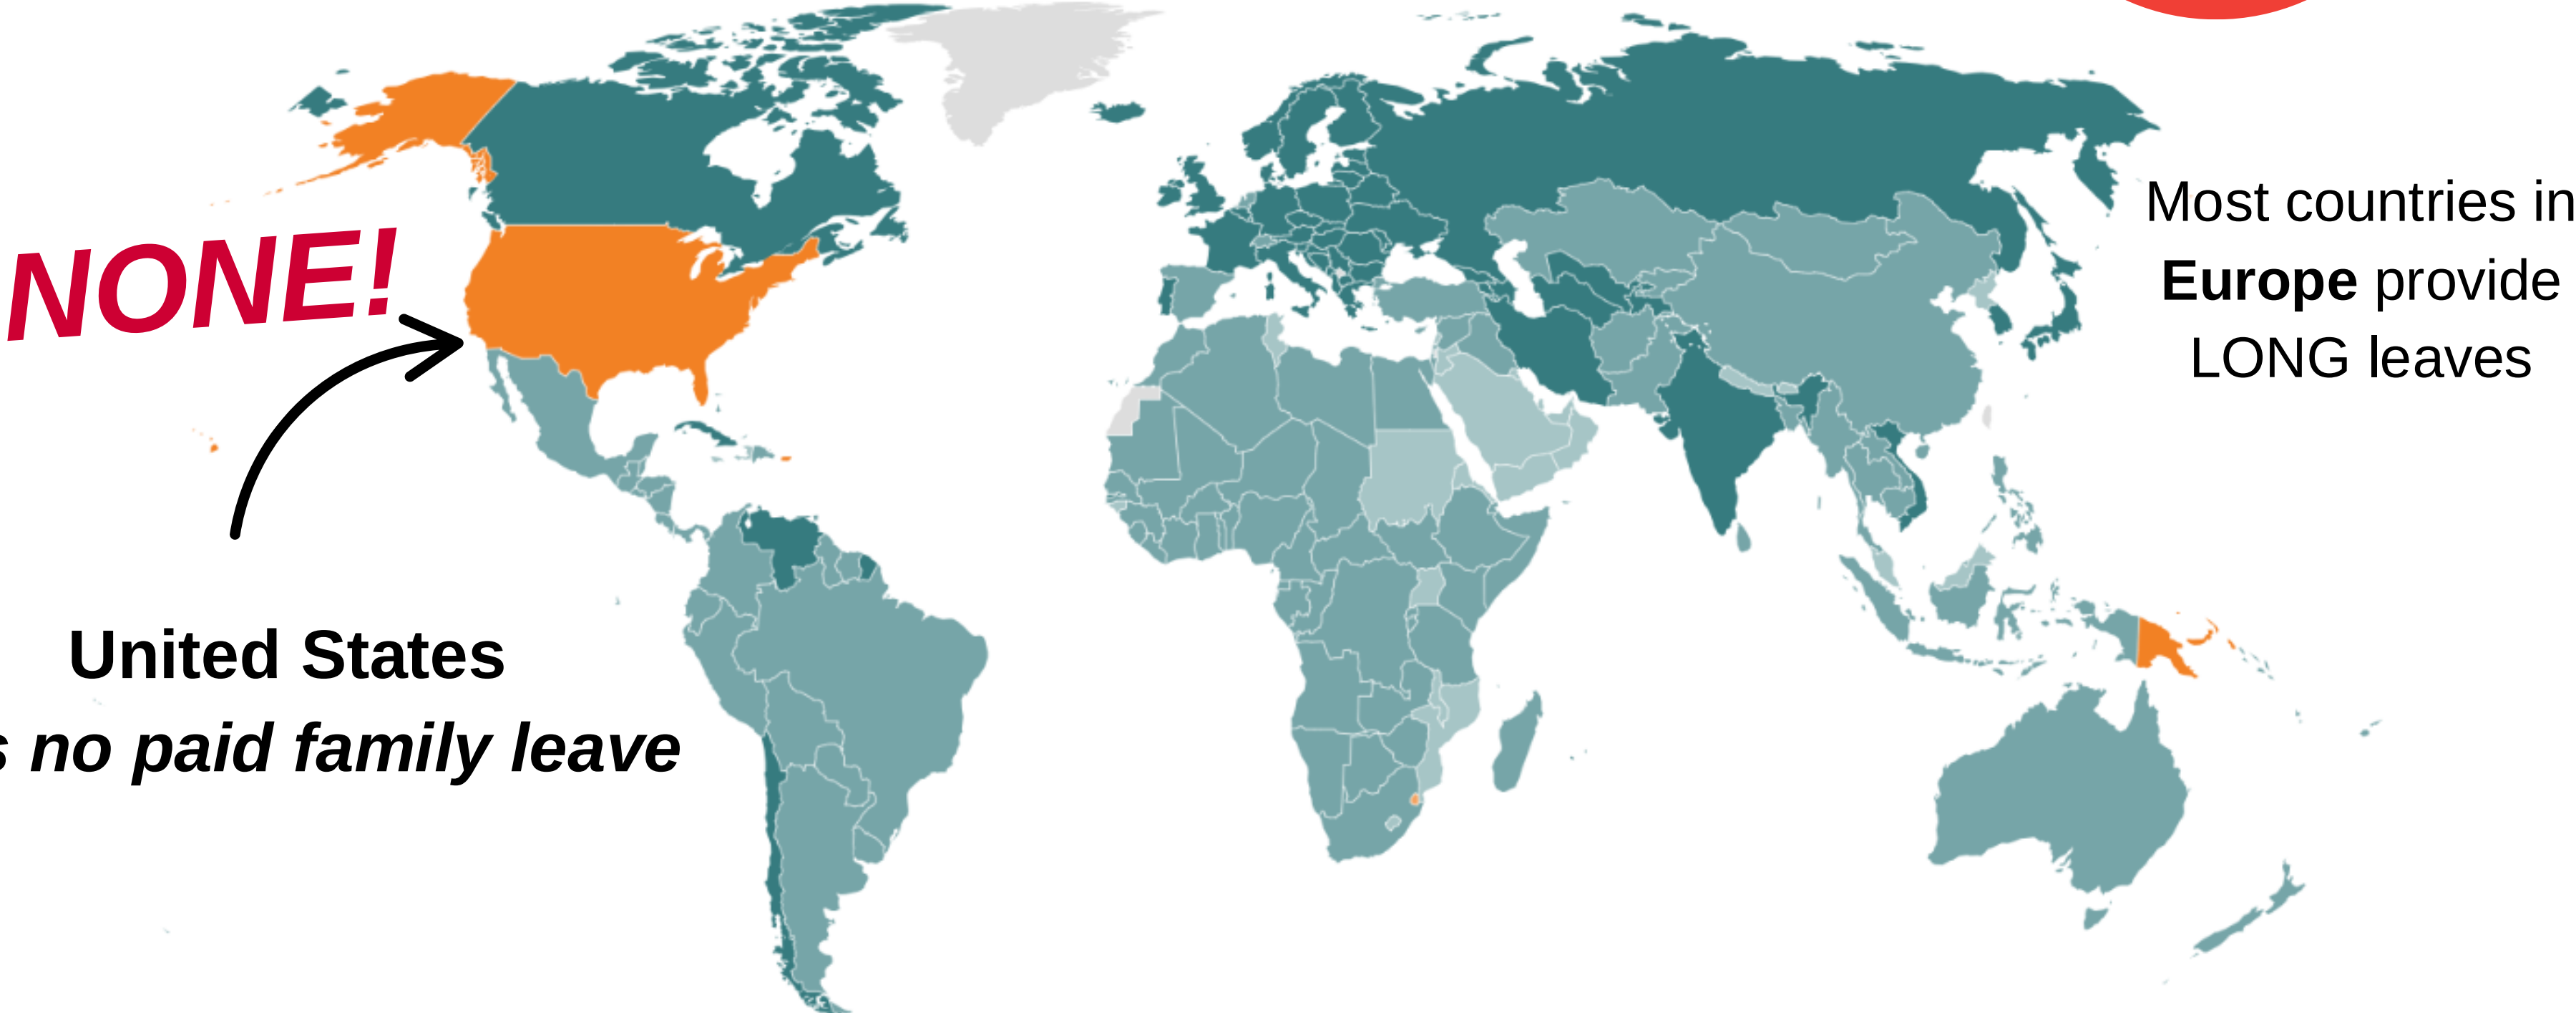 NONE!
United States
s no paid family leave
Most countries in
Europe provide
LONG leaves